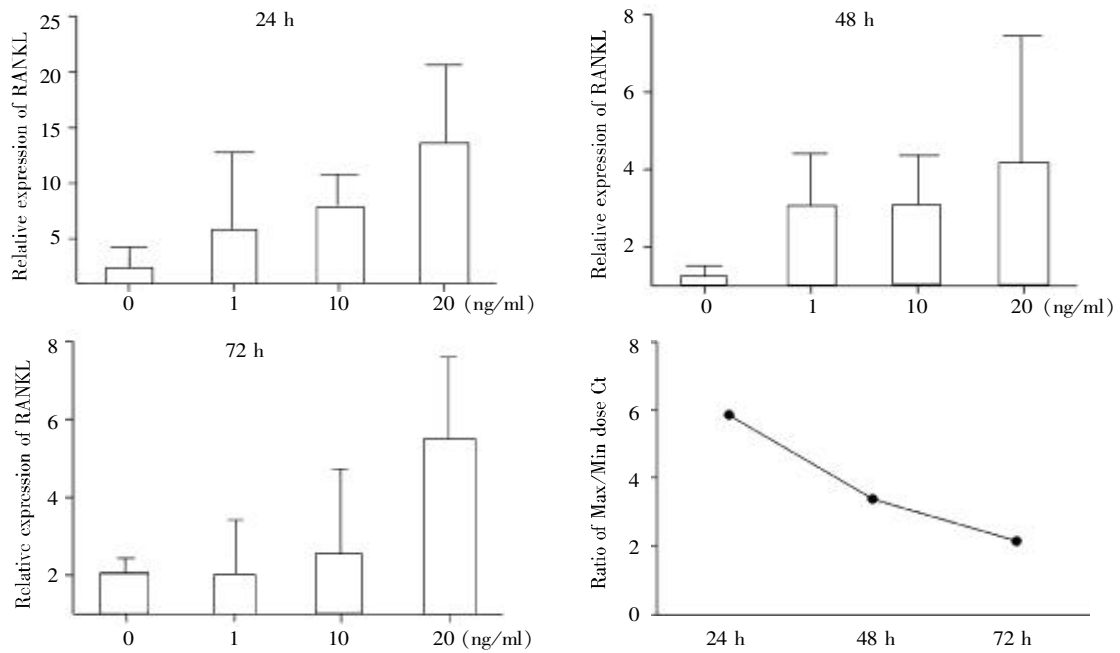 24 h
Relative expression of RANKL
25
20
15
10
5
0 1 10 20 (ng/ml)
48 h
Relative expression of RANKL
8
6
4
2
0 1 10 20 (ng/ml)
72 h
Relative expression of RANKL
8
6
4
2
0 1 10 20 (ng/ml)
Ratio of Max/Min dose Ct
8
6
4
2
0
24 h 48 h 72 h